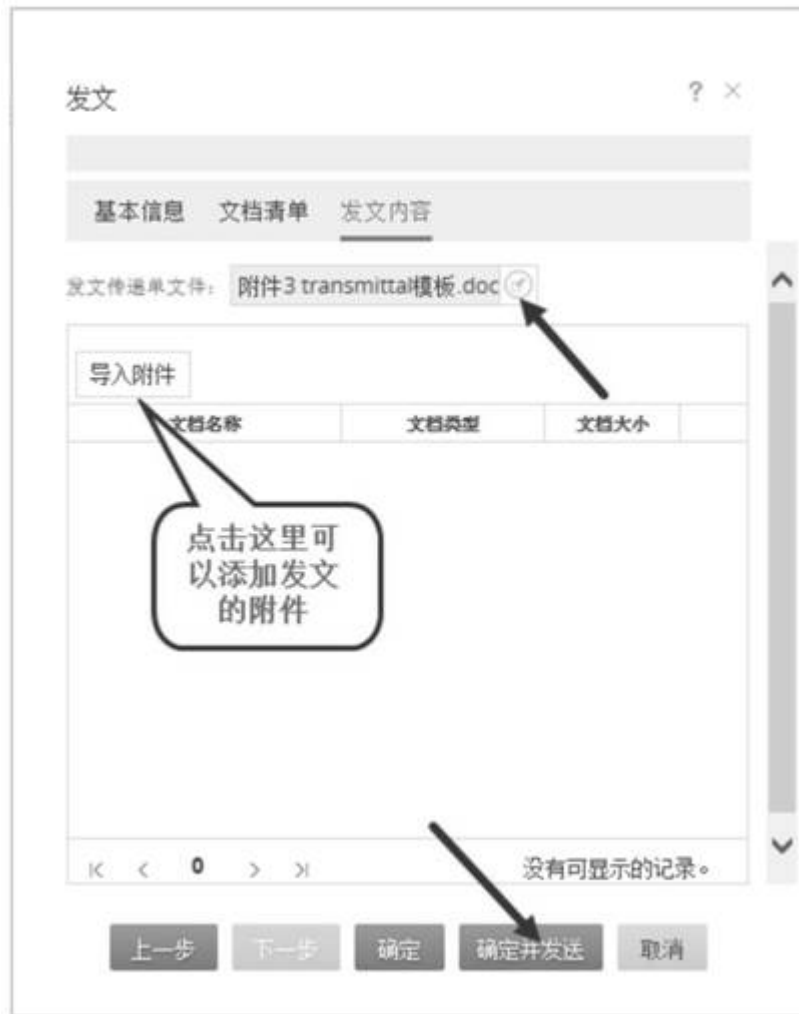 发文 ? ×
基本信息 文档清单 发文内容
发文传递单文件： 附件3 transmittal模板.doc
导入附件
文档名称 文档类型 文档大小
点击这里可
以添加发文
的附件
0 没有可显示的记录。
上一步 下一步 确定 确定并发送 取消